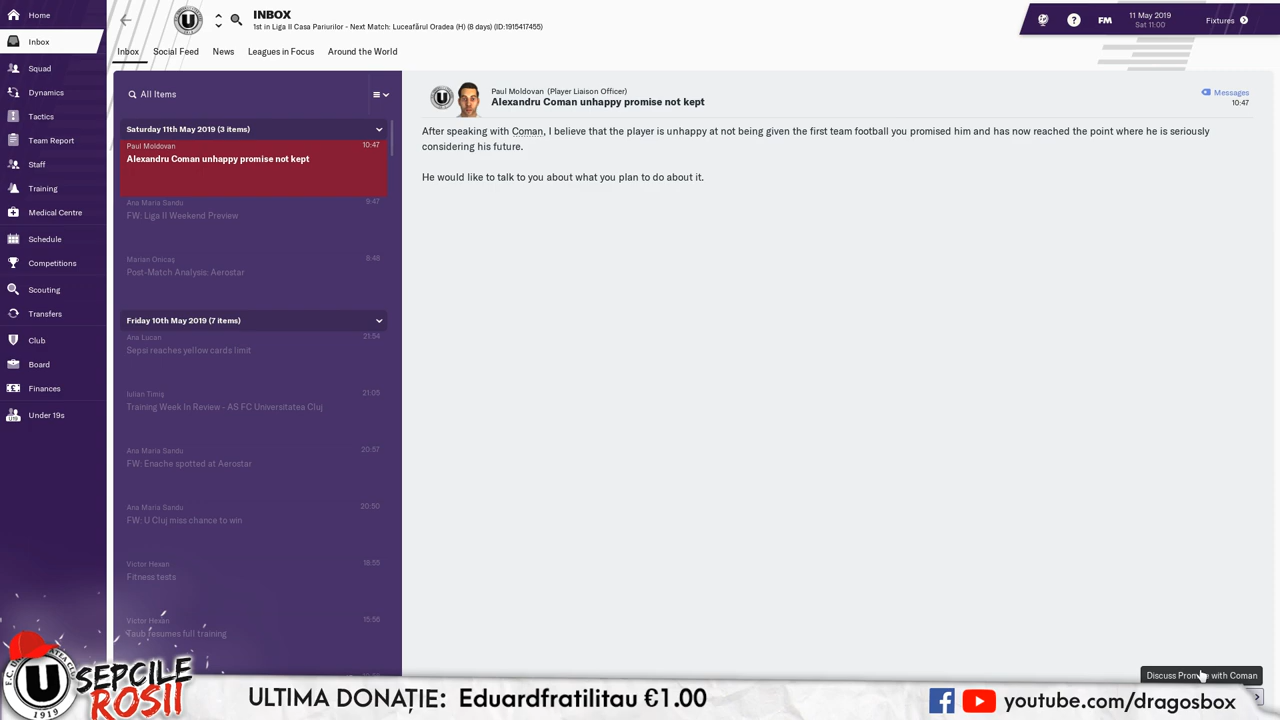 Home
Inbox
Squad
Dynamics
Tactics
Team Report
Staff
Training
Medical Centre
Schedule
Competitions
Scouting
Transfers
Club
Board
Finances
Under 19s
INBOX
1st in Liga II Casa Pariurilor - Next Match: Luceafărul Oradea (H) (8 days) (ID:1915417455)
FM
11 May 2019
Sat 11:00
Fixtures
Inbox Social Feed News Leagues in Focus Around the World
All Items
Saturday 11th May 2019 (3 items)
Paul Moldovan 10:47
Alexandru Coman unhappy promise not kept
Ana Maria Sandu 9:47
FW: Liga II Weekend Preview
Marian Onicaș 8:48
Post-Match Analysis: Aerostar
Friday 10th May 2019 (7 items)
Ana Lucan 21:54
Sepsi reaches yellow cards limit
Iulian Timiș 21:05
Training Week In Review - AS FC Universitatea Cluj
Ana Maria Sandu 20:57
FW: Enache spotted at Aerostar
Ana Maria Sandu 20:50
FW: U Cluj miss chance to win
Victor Hexan 18:55
Fitness tests
Victor Hexan 15:56
Taub resumes full training
Paul Moldovan (Player Liaison Officer)
Alexandru Coman unhappy promise not kept
Messages
10:47
After speaking with Coman, I believe that the player is unhappy at not being given the first team football you promised him and has now reached the point where he is seriously
considering his future.
He would like to talk to you about what you plan to do about it.
Discuss with Coman
U
1919
SEPCILE
ROSII
ULTIMA DONAȚIE: Eduardfratilitau €1.00
youtube.com/dragosbox